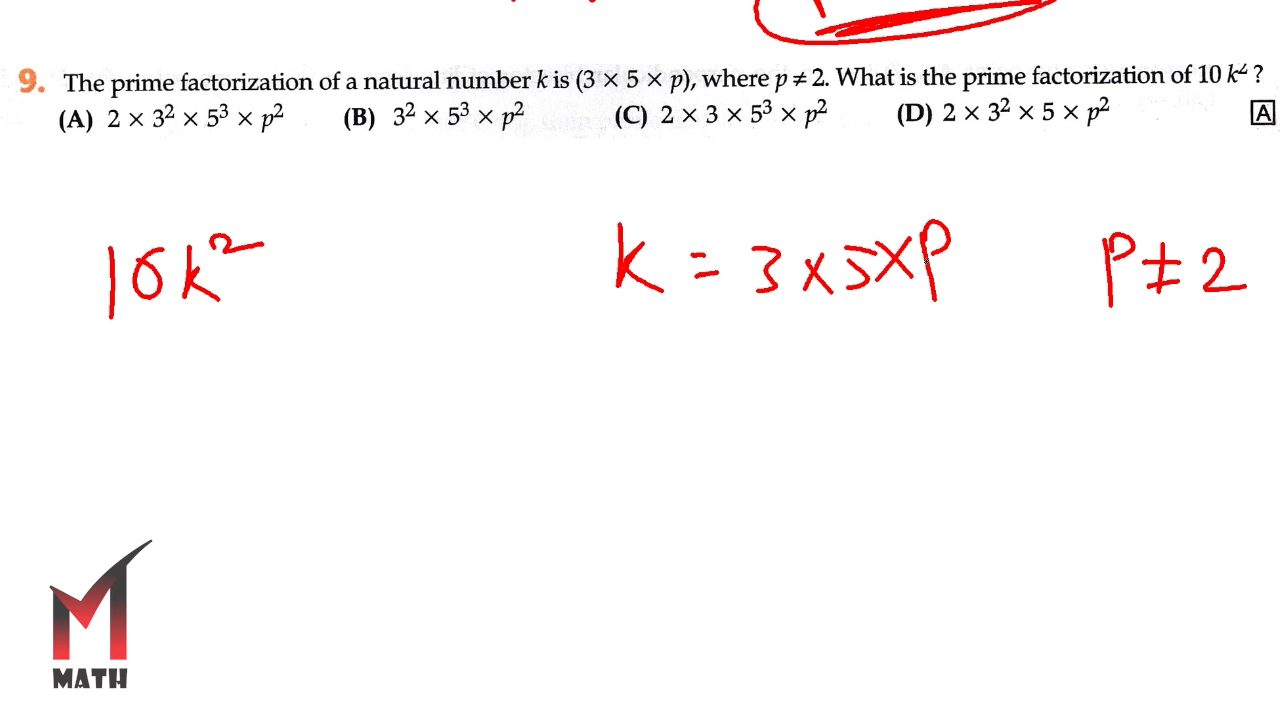 9. The prime factorization of a natural number k is (3 × 5 × p), where p ≠ 2. What is the prime factorization of 10 k² ?
(A) 2 × 3² × 5³ × p² (B) 3² × 5³ × p² (C) 2 × 3 × 5³ × p² (D) 2 × 3² × 5 × p² A
10k² k = 3 × 5 × p p ≠ 2
M
MATH